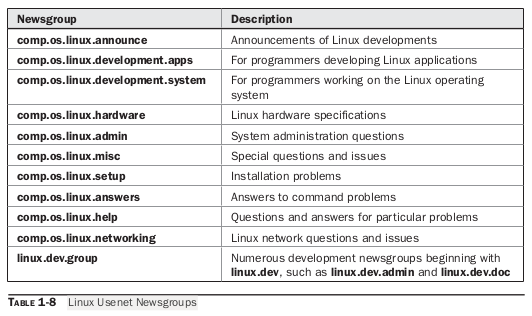 Newsgroup Description
comp.os.linux.announce Announcements of Linux developments
comp.os.linux.development.apps For programmers developing Linux applications
comp.os.linux.development.system For programmers working on the Linux operating
system
comp.os.linux.hardware Linux hardware specifications
comp.os.linux.admin System administration questions
comp.os.linux.misc Special questions and issues
comp.os.linux.setup Installation problems
comp.os.linux.answers Answers to command problems
comp.os.linux.help Questions and answers for particular problems
comp.os.linux.networking Linux network questions and issues
linux.dev.group Numerous development newsgroups beginning with
linux.dev, such as linux.dev.admin and linux.dev.doc
TABLE 1-8 Linux Usenet Newsgroups